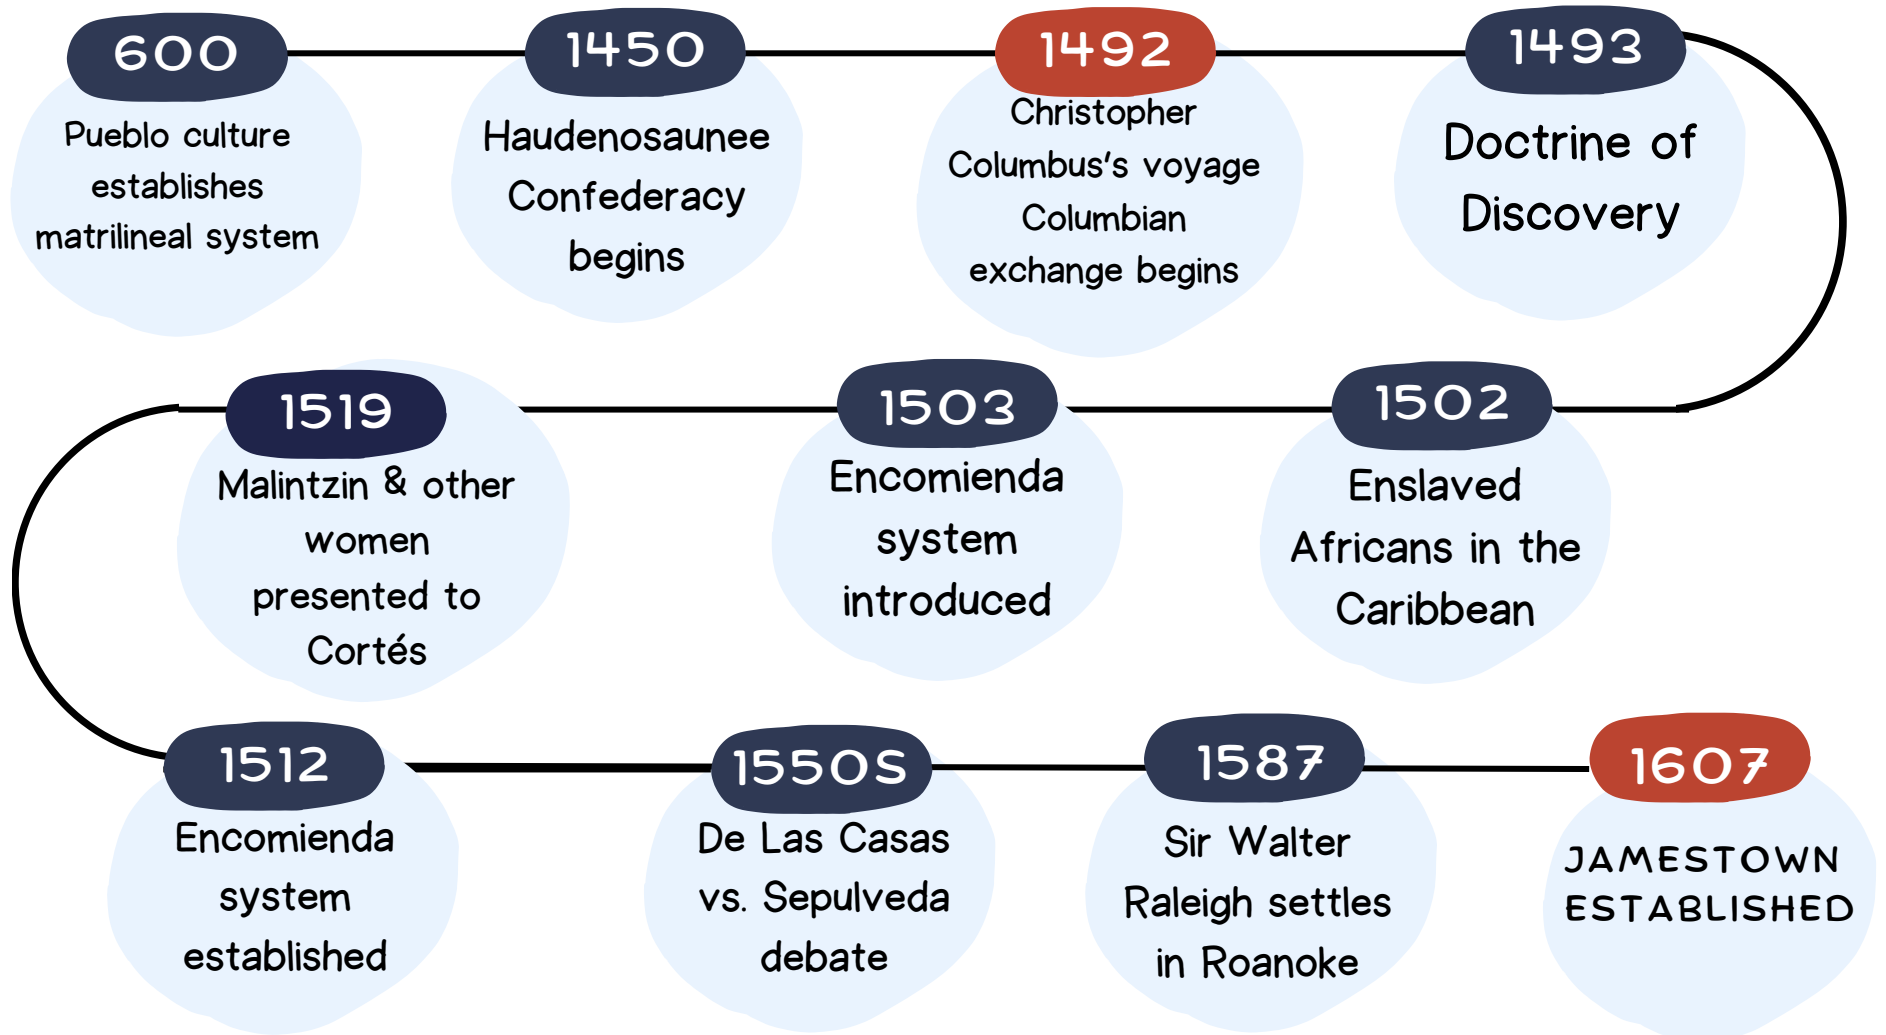 600
Pueblo culture
establishes
matrilineal system
1450
Haudenosaunee
Confederacy
begins
1492
Christopher
Columbus's voyage
Columbian
exchange begins
1493
Doctrine of
Discovery
1502
Enslaved
Africans in the
Caribbean
1503
Encomienda
system
introduced
1519
Malintzin & other
women
presented to
Cortés
1512
Encomienda
system
established
1550S
De Las Casas
vs. Sepulveda
debate
1587
Sir Walter
Raleigh settles
in Roanoke
1607
JAMESTOWN
ESTABLISHED